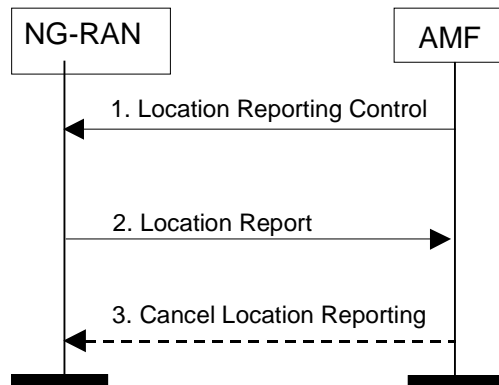 NG-RAN
AMF
1. Location Reporting Control
2. Location Report
3. Cancel Location Reporting